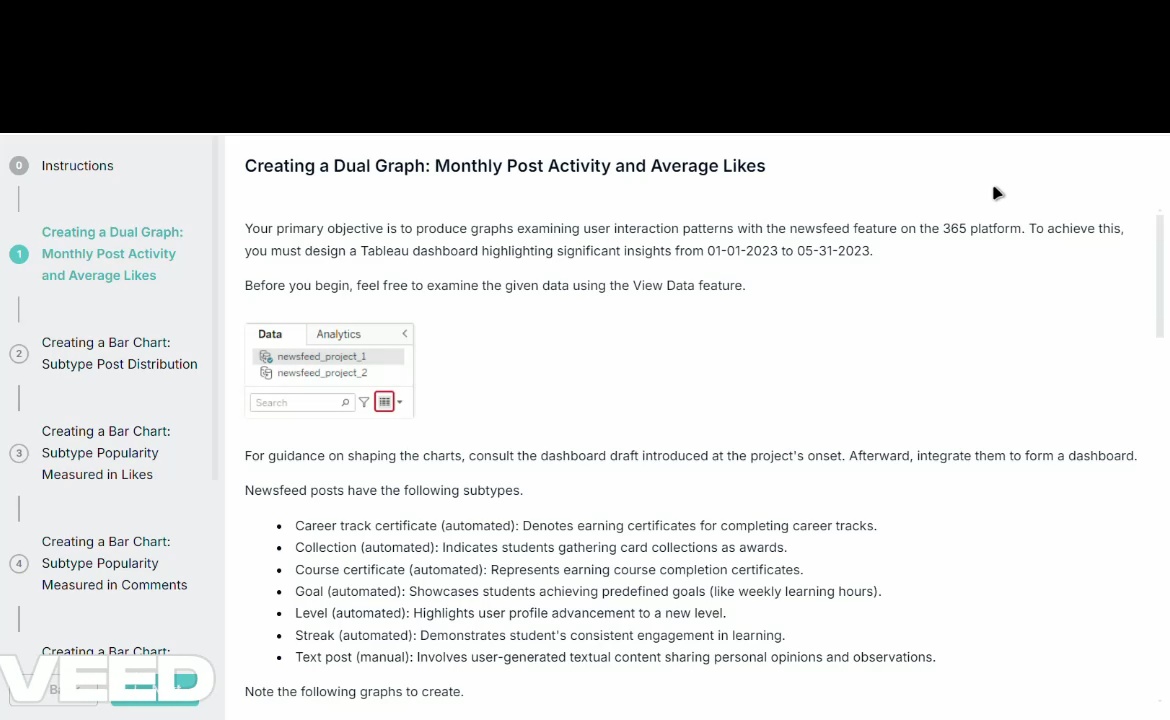 0 Instructions
1 Creating a Dual Graph:
Monthly Post Activity
and Average Likes
2 Creating a Bar Chart:
Subtype Post Distribution
3 Creating a Bar Chart:
Subtype Popularity
Measured in Likes
4 Creating a Bar Chart:
Subtype Popularity
Measured in Comments
Creating a Bar Chart:
VEED
Creating a Dual Graph: Monthly Post Activity and Average Likes
Your primary objective is to produce graphs examining user interaction patterns with the newsfeed feature on the 365 platform. To achieve this,
you must design a Tableau dashboard highlighting significant insights from 01-01-2023 to 05-31-2023.
Before you begin, feel free to examine the given data using the View Data feature.
Data Analytics
newsfeed_project_1
newsfeed_project_2
Search
For guidance on shaping the charts, consult the dashboard draft introduced at the project's onset. Afterward, integrate them to form a dashboard.
Newsfeed posts have the following subtypes.
• Career track certificate (automated): Denotes earning certificates for completing career tracks.
• Collection (automated): Indicates students gathering card collections as awards.
• Course certificate (automated): Represents earning course completion certificates.
• Goal (automated): Showcases students achieving predefined goals (like weekly learning hours).
• Level (automated): Highlights user profile advancement to a new level.
• Streak (automated): Demonstrates student's consistent engagement in learning.
• Text post (manual): Involves user-generated textual content sharing personal opinions and observations.
Note the following graphs to create.